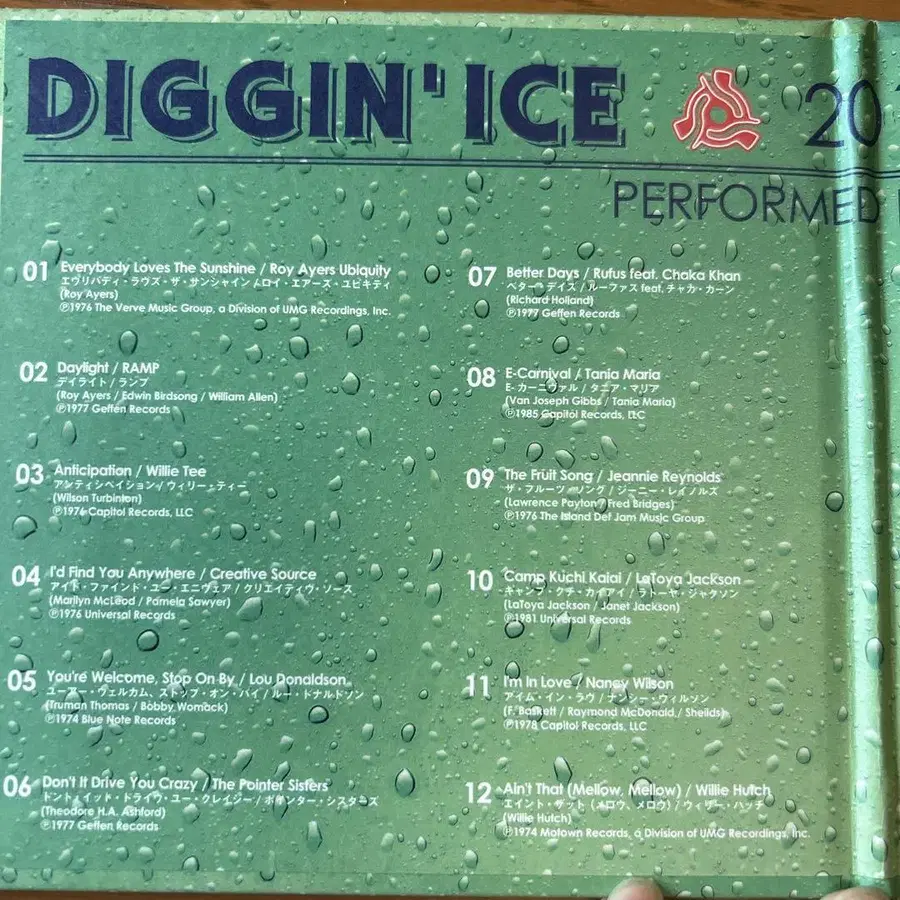 DIGGIN' ICE
20
PERFORMED
01 Everybody Loves The Sunshine / Roy Ayers Ubiquity
エヴリバディ・ラヴズ・ザ・サンシャイン / ロイ・エアーズ・ユビキティ
(Roy Ayers)
℗1976 The Verve Music Group, a Division of UMG Recordings, Inc.
02 Daylight / RAMP
デイライト / ランプ
(Roy Ayers / Edwin Birdsong / William Allen)
℗1977 Geffen Records
03 Anticipation / Willie Tee
アンティシペイション / ウィリー・ティー
(Wilson Turbinton)
℗1976 Capitol Records, LLC
04 I'd Find You Anywhere / Creative Source
アイド・ファインド・ユー・エニウェア / クリエイティヴ・ソース
(Marilyn McLeod / Pamela Sawyer)
℗1976 Universal Records
05 You're Welcome, Stop On By / Lou Donaldson
ユーアー・ウェルカム、ストップ・オン・バイ / ルー・ドナルドソン
(Truman Thomas / Bobby Womack)
℗1974 Blue Note Records
06 Don't It Drive You Crazy / The Pointer Sisters
ドント・イット・ドライヴ・ユー・クレイジー / ポインター・シスターズ
(Theodore H.A. Ashford)
℗1977 Geffen Records
07 Better Days / Rufus feat. Chaka Khan
ベター・デイズ / ルーファス feat. チャカ・カーン
(Richard Holland)
℗1977 Geffen Records
08 E-Carnival / Tania Maria
E-カーニヴァル / タニア・マリア
(Van Joseph Gibbs / Tania Maria)
℗1985 Capitol Records, LLC
09 The Fruit Song / Jeannie Reynolds
ザ・フルーツ・ソング / ジーニー・レイノルズ
(Lawrence Payton / Fred Bridges)
℗1976 The Island Def Jam Music Group
10 Camp Kuchi Kaiai / LaToya Jackson
キャンプ・クチ・カイアイ / ラトーヤ・ジャクソン
(LaToya Jackson / Janet Jackson)
℗1981 Universal Records
11 I'm In Love / Nancy Wilson
アイム・イン・ラヴ / ナンシー・ウィルソン
(F. Baskett / Raymond McDonald / Sheilds)
℗1978 Capitol Records, LLC
12 Ain't That (Mellow, Mellow) / Willie Hutch
エイント・ザット (メロウ、メロウ) / ウィリー・ハッチ
(Willie Hutch)
℗1974 Motown Records, a Division of UMG Recordings, Inc.